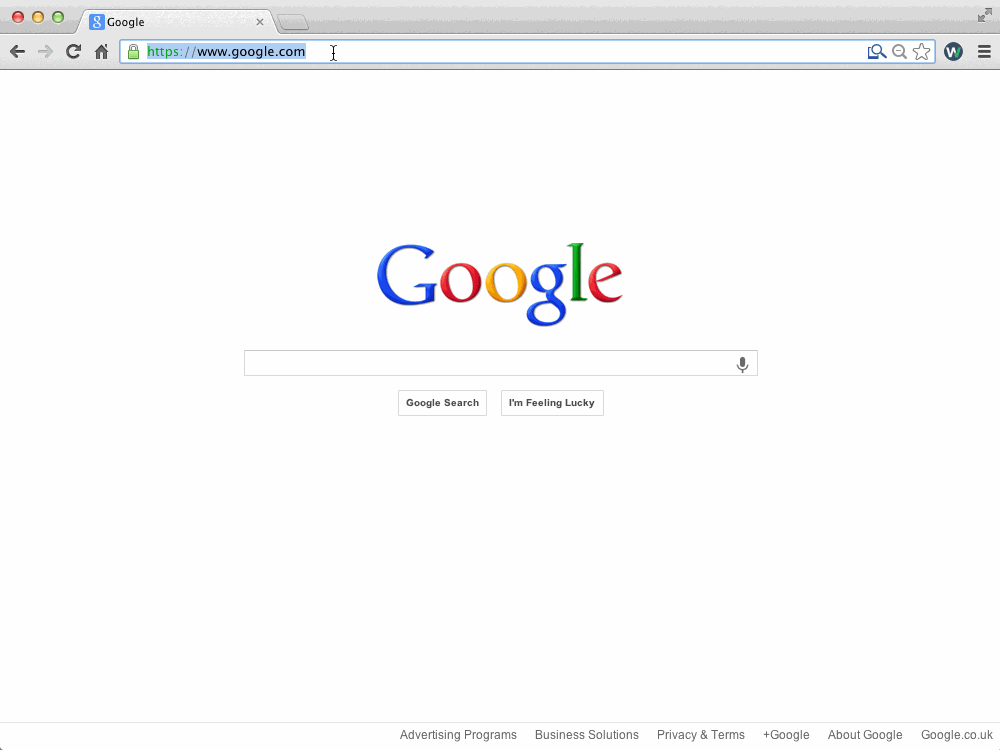 Google
https://www.google.com
Google
Google Search I'm Feeling Lucky
Advertising Programs Business Solutions Privacy & Terms +Google About Google Google.co.uk